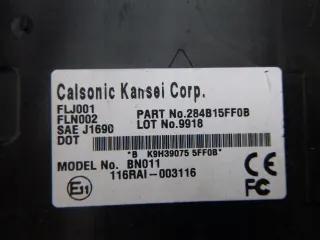 Calsonic Kansei Corp.
FLJ001
FLN002 PART No.284B15FF0B
SAE J1690 LOT No.9918
DOT
*B K9H39075 5FF0B*
MODEL No. BN011
116RAI-003116
E11
CE
FC